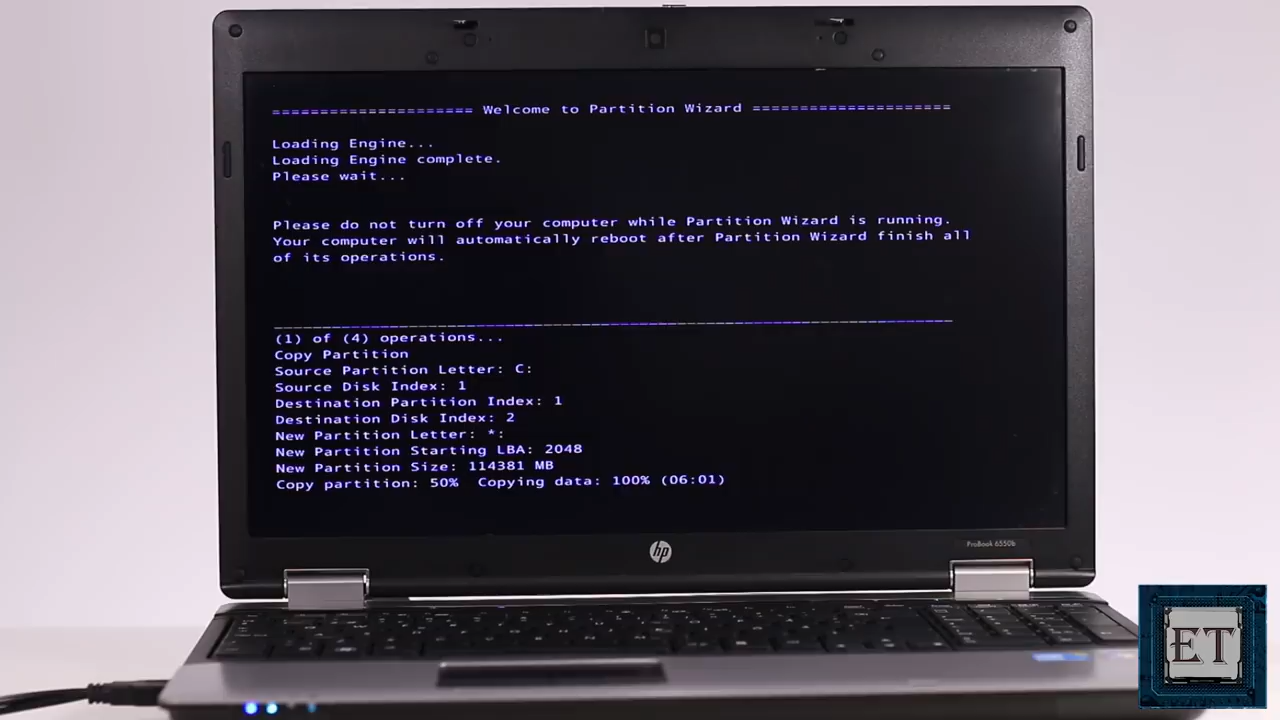 ===================== Welcome to Partition Wizard =====================
Loading Engine...
Loading Engine complete.
Please wait...
Please do not turn off your computer while Partition Wizard is running.
Your computer will automatically reboot after Partition Wizard finish all
of its operations.
(1) of (4) operations...
Copy Partition
Source Partition Letter: C:
Source Disk Index: 1
Destination Partition Index: 1
Destination Disk Index: 2
New Partition Letter: *:
New Partition Starting LBA: 2048
New Partition Size: 114381 MB
Copy partition: 50%  Copying data: 100% (06:01)
hp
ProBook 6550b
ET